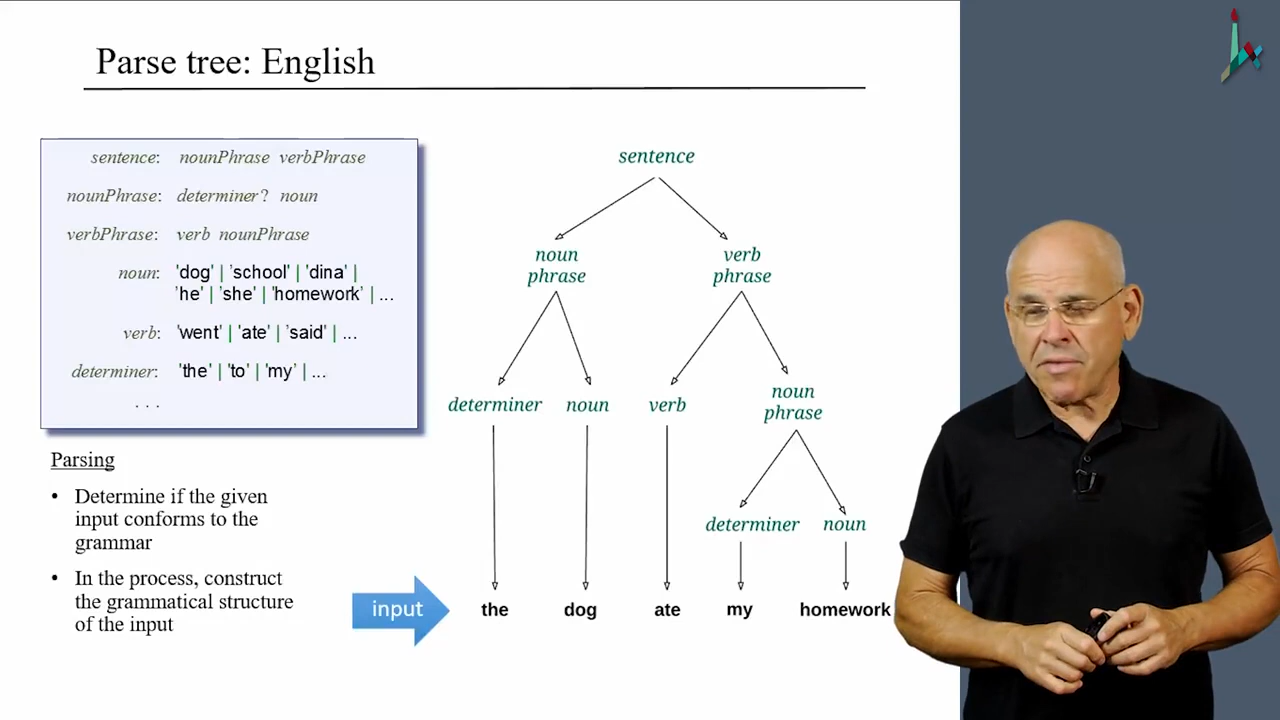 Parse tree: English
sentence: nounPhrase verbPhrase
nounPhrase: determiner? noun
verbPhrase: verb nounPhrase
noun: 'dog' | 'school' | 'dina' |
'he' | 'she' | 'homework' | ...
verb: 'went' | 'ate' | 'said' | ...
determiner: 'the' | 'to' | 'my' | ...
. . .
Parsing
• Determine if the given
input conforms to the
grammar
• In the process, construct
the grammatical structure
of the input
sentence
noun
phrase
verb
phrase
determiner noun verb
noun
phrase
determiner noun
input the dog ate my homework